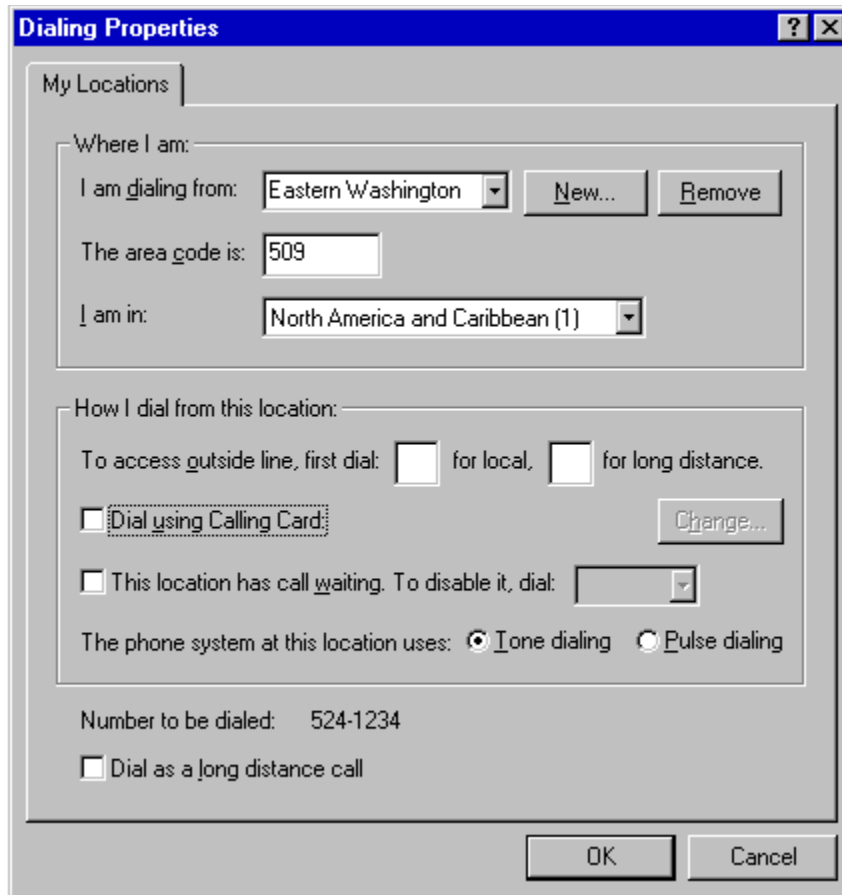 Dialing Properties
My Locations
Where I am:
I am dialing from: Eastern Washington New... Remove
The area code is: 509
I am in: North America and Caribbean (1)
How I dial from this location:
To access outside line, first dial: for local, for long distance.
Dial using Calling Card: Change...
This location has call waiting. To disable it, dial:
The phone system at this location uses: Tone dialing Pulse dialing
Number to be dialed: 524-1234
Dial as a long distance call
OK Cancel